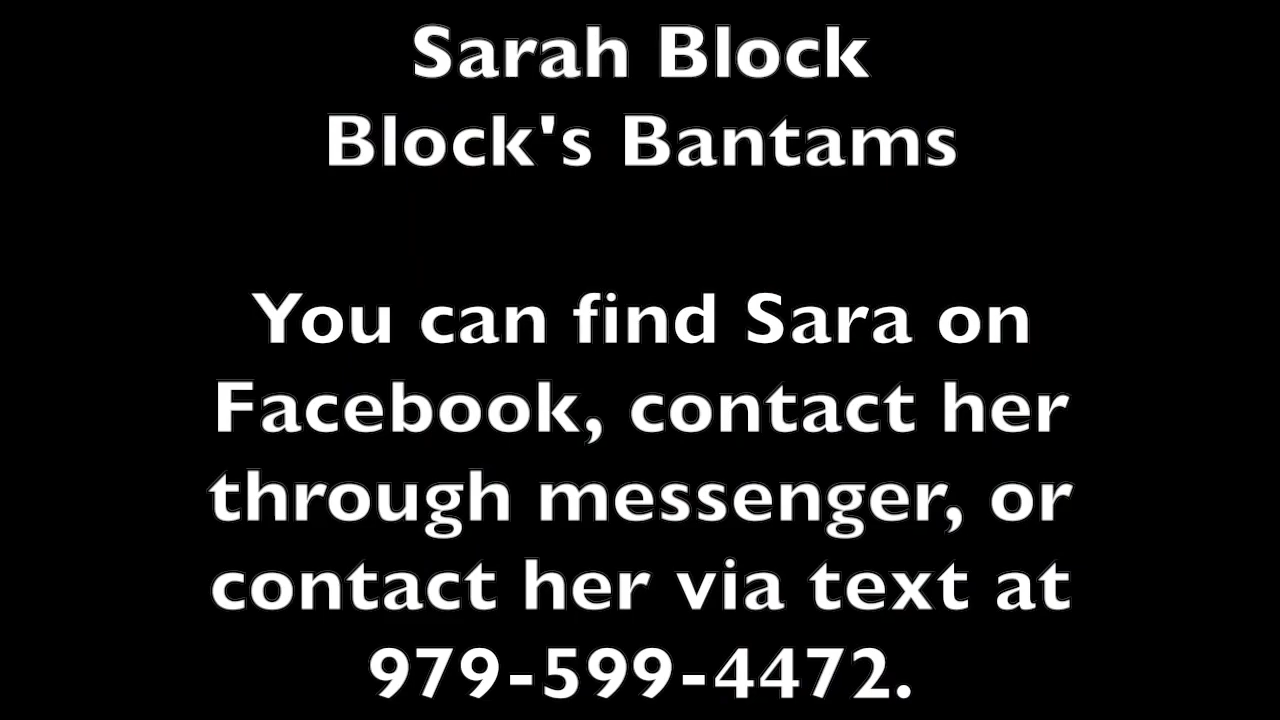 Sarah Block
Block's Bantams
You can find Sara on
Facebook, contact her
through messenger, or
contact her via text at
979-599-4472.